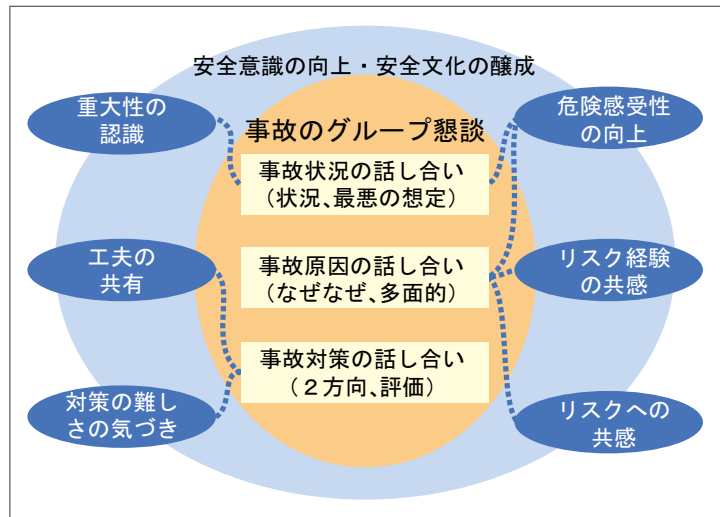 安全意識の向上・安全文化の醸成
重大性の
認識
危険感受性
の向上
事故のグループ懇談
事故状況の話し合い
（状況、最悪の想定）
工夫の
共有
事故原因の話し合い
（なぜなぜ、多面的）
リスク経験
の共感
事故対策の話し合い
（２方向、評価）
対策の難し
さの気づき
リスクへの
共感